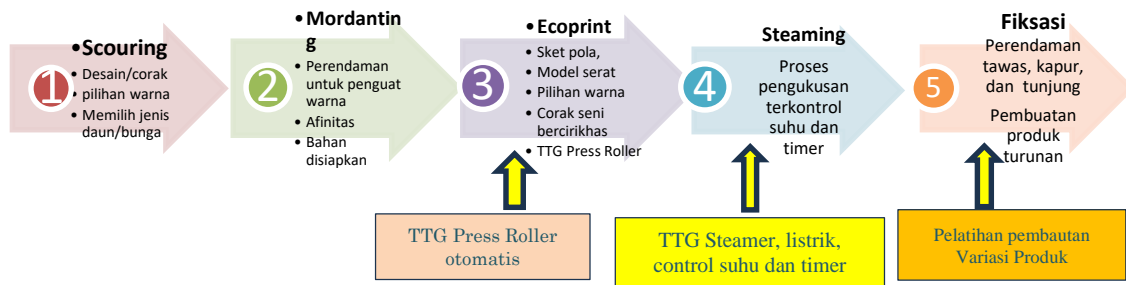 1
•Scouring
• Desain/corak
• pilihan warna
• Memilih jenis
daun/bunga
2
•Mordantin
g
• Perendaman
untuk penguat
warna
• Afinitas
• Bahan
disiapkan
3
•Ecoprint
• Sket pola,
• Model serat
• Pilihan warna
• Corak seni
bercirikhas
• TTG Press Roller
4
Steaming
Proses
pengukusan
terkontrol
suhu dan
timer
5
Fiksasi
Perendaman
tawas, kapur,
dan tunjung
Pembuatan
produk
turunan
TTG Press Roller
otomatis
TTG Steamer, listrik,
control suhu dan timer
Pelatihan pembautan
Variasi Produk